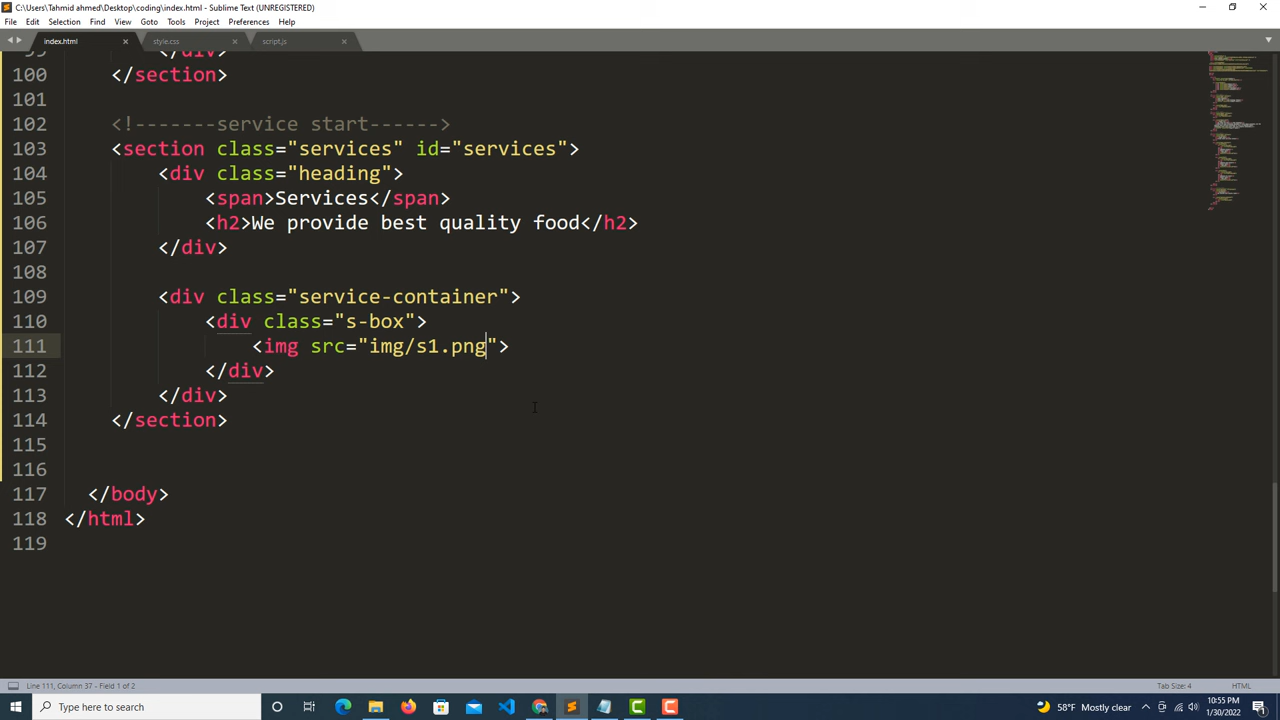 C:\Users\Tahmid ahmed\Desktop\coding\index.html - Sublime Text (UNREGISTERED)
File Edit Selection Find View Goto Tools Project Preferences Help
index.html style.css script.js
99 </div>
100 </section>
101
102 <!-------service start------>
103 <section class="services" id="services">
104 <div class="heading">
105 <span>Services</span>
106 <h2>We provide best quality food</h2>
107 </div>
108
109 <div class="service-container">
110 <div class="s-box">
111 <img src="img/s1.png">
112 </div>
113 </div>
114 </section>
115
116
117 </body>
118 </html>
119
Line 111, Column 37 - Field 1 of 2 Tab Size: 4 HTML
Type here to search 58°F Mostly clear 10:55 PM
1/30/2022